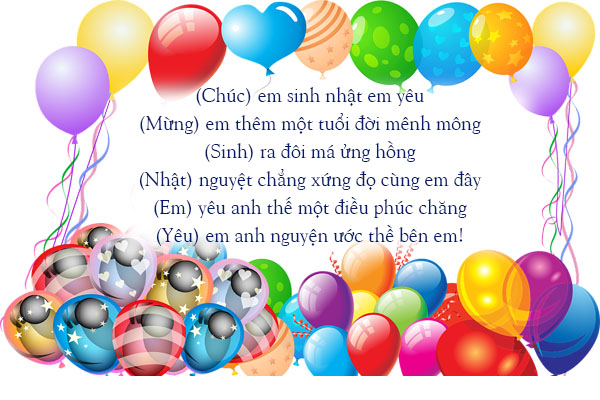 (Chúc) em sinh nhật em yêu
(Mừng) em thêm một tuổi đời mênh mông
(Sinh) ra đôi má ửng hồng
(Nhật) nguyệt chẳng xứng đọ cùng em đây
(Em) yêu anh thế một điều phúc chăng
(Yêu) em anh nguyện ước thề bên em!